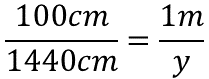 100cm / 1440cm = 1m / y